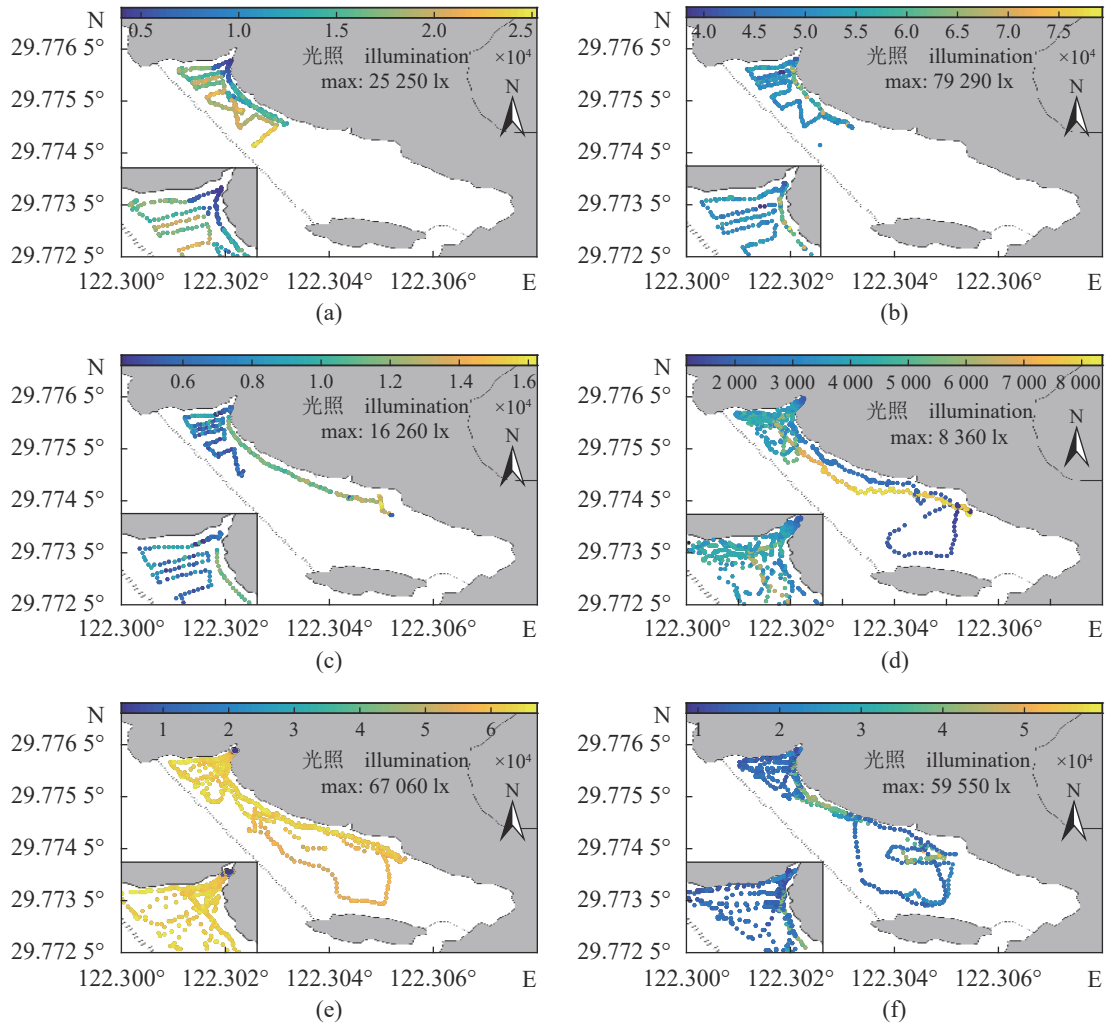 0.5 1.0 1.5 2.0 2.5
N
光照 illumination ×10⁴
max: 25 250 lx
N
29.776 5°
29.775 5°
29.774 5°
29.773 5°
29.772 5°
122.300° 122.302° 122.304° 122.306° E
(a)
4.0 4.5 5.0 5.5 6.0 6.5 7.0 7.5
N
光照 illumination ×10⁴
max: 79 290 lx
N
29.776 5°
29.775 5°
29.774 5°
29.773 5°
29.772 5°
122.300° 122.302° 122.304° 122.306° E
(b)
0.6 0.8 1.0 1.2 1.4 1.6
N
光照 illumination ×10⁴
max: 16 260 lx
N
29.776 5°
29.775 5°
29.774 5°
29.773 5°
29.772 5°
122.300° 122.302° 122.304° 122.306° E
(c)
2 000 3 000 4 000 5 000 6 000 7 000 8 000
N
光照 illumination
max: 8 360 lx
N
29.776 5°
29.775 5°
29.774 5°
29.773 5°
29.772 5°
122.300° 122.302° 122.304° 122.306° E
(d)
1 2 3 4 5 6
N
光照 illumination ×10⁴
max: 67 060 lx
N
29.776 5°
29.775 5°
29.774 5°
29.773 5°
29.772 5°
122.300° 122.302° 122.304° 122.306° E
(e)
1 2 3 4 5
N
光照 illumination ×10⁴
max: 59 550 lx
N
29.776 5°
29.775 5°
29.774 5°
29.773 5°
29.772 5°
122.300° 122.302° 122.304° 122.306° E
(f)